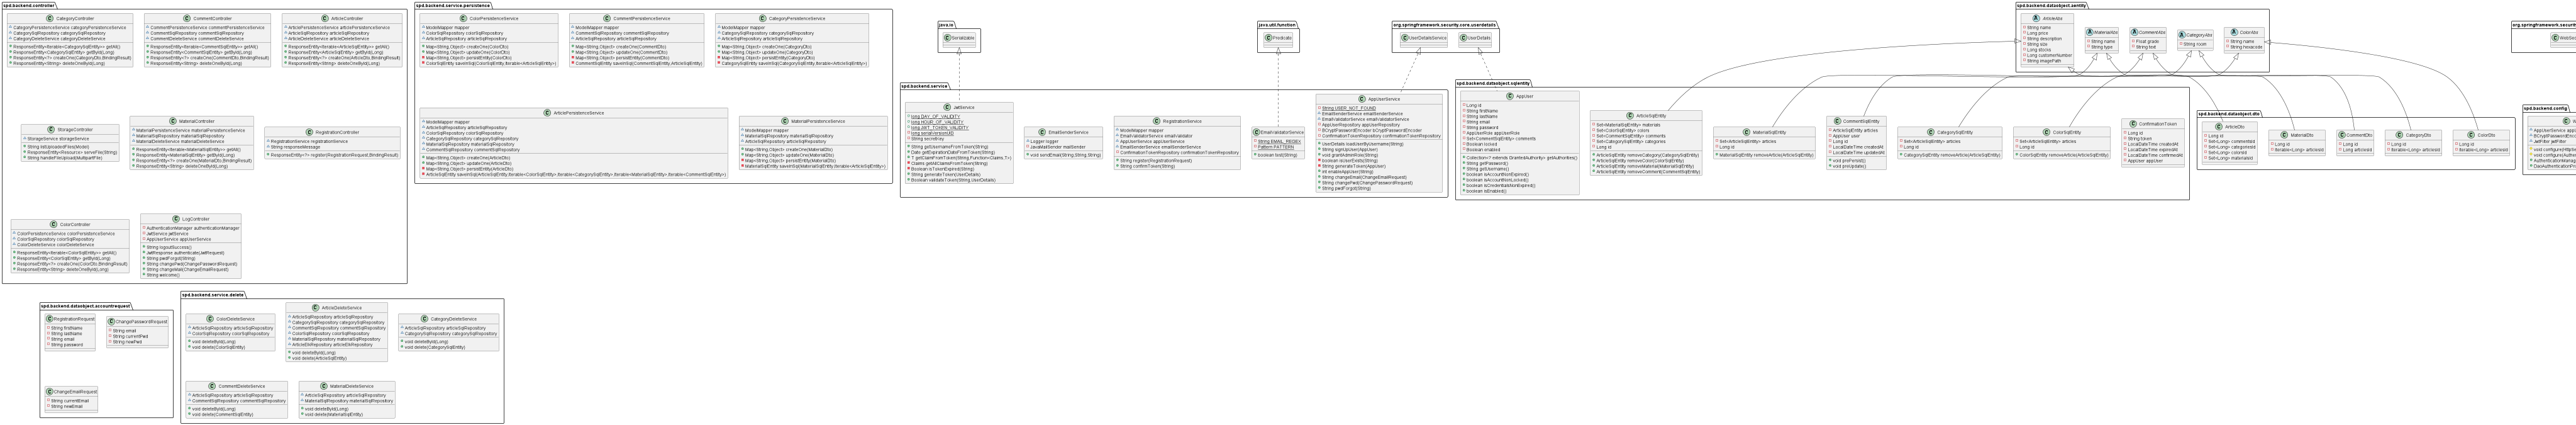 spd.backend.controller
CategoryController
CategoryPersistenceService categoryPersistenceService
CategorySqlRepository categorySqlRepository
CategoryDeleteService categoryDeleteService
ResponseEntity<Iterable<CategorySqlEntity>> getAll()
ResponseEntity<CategorySqlEntity> getById(Long)
ResponseEntity<?> createOne(CategoryDto,BindingResult)
ResponseEntity<String> deleteOneById(Long)
CommentController
CommentPersistenceService commentPersistenceService
CommentSqlRepository commentSqlRepository
CommentDeleteService commentDeleteService
ResponseEntity<Iterable<CommentSqlEntity>> getAll()
ResponseEntity<CommentSqlEntity> getById(Long)
ResponseEntity<?> createOne(CommentDto,BindingResult)
ResponseEntity<String> deleteOneById(Long)
ArticleController
ArticlePersistenceService articlePersistenceService
ArticleSqlRepository articleSqlRepository
ArticleDeleteService articleDeleteService
ResponseEntity<Iterable<ArticleSqlEntity>> getAll()
ResponseEntity<ArticleSqlEntity> getById(Long)
ResponseEntity<?> createOne(ArticleDto,BindingResult)
ResponseEntity<String> deleteOneById(Long)
StorageController
StorageService storageService
String listUploadedFiles(Model)
ResponseEntity<Resource> serveFile(String)
String handleFileUpload(MultipartFile)
MaterialController
MaterialPersistenceService materialPersistenceService
MaterialSqlRepository materialSqlRepository
MaterialDeleteService materialDeleteService
ResponseEntity<Iterable<MaterialSqlEntity>> getAll()
ResponseEntity<MaterialSqlEntity> getById(Long)
ResponseEntity<?> createOne(MaterialDto,BindingResult)
ResponseEntity<String> deleteOneById(Long)
RegistrationController
RegistrationService registrationService
String responseMessage
ResponseEntity<?> register(RegistrationRequest,BindingResult)
ColorController
ColorPersistenceService colorPersistenceService
ColorSqlRepository colorSqlRepository
ColorDeleteService colorDeleteService
ResponseEntity<Iterable<ColorSqlEntity>> getAll()
ResponseEntity<ColorSqlEntity> getById(Long)
ResponseEntity<?> createOne(ColorDto,BindingResult)
ResponseEntity<String> deleteOneById(Long)
LogController
AuthenticationManager authenticationManager
JwtService jwtService
AppUserService appUserService
String logoutSuccess()
JwtResponse authenticate(JwtRequest)
String pwdForgot(String)
String changePwd(ChangePasswordRequest)
String changeMail(ChangeEmailRequest)
String welcome()
spd.backend.service.persistence
ColorPersistenceService
ModelMapper mapper
ColorSqlRepository colorSqlRepository
ArticleSqlRepository articleSqlRepository
Map<String,Object> createOne(ColorDto)
Map<String,Object> updateOne(ColorDto)
Map<String,Object> persistEntity(ColorDto)
ColorSqlEntity saveInSql(ColorSqlEntity,Iterable<ArticleSqlEntity>)
CommentPersistenceService
ModelMapper mapper
CommentSqlRepository commentSqlRepository
ArticleSqlRepository articleSqlRepository
Map<String,Object> createOne(CommentDto)
Map<String,Object> updateOne(CommentDto)
Map<String,Object> persistEntity(CommentDto)
CommentSqlEntity saveInSql(CommentSqlEntity,ArticleSqlEntity)
CategoryPersistenceService
ModelMapper mapper
CategorySqlRepository categorySqlRepository
ArticleSqlRepository articleSqlRepository
Map<String,Object> createOne(CategoryDto)
Map<String,Object> updateOne(CategoryDto)
Map<String,Object> persistEntity(CategoryDto)
CategorySqlEntity saveInSql(CategorySqlEntity,Iterable<ArticleSqlEntity>)
ArticlePersistenceService
ModelMapper mapper
ArticleSqlRepository articleSqlRepository
ColorSqlRepository colorSqlRepository
CategorySqlRepository categorySqlRepository
MaterialSqlRepository materialSqlRepository
CommentSqlRepository commentSqlRepository
Map<String,Object> createOne(ArticleDto)
Map<String,Object> updateOne(ArticleDto)
Map<String,Object> persistEntity(ArticleDto)
ArticleSqlEntity saveInSql(ArticleSqlEntity,Iterable<ColorSqlEntity>,Iterable<CategorySqlEntity>,Iterable<MaterialSqlEntity>,Iterable<CommentSqlEntity>)
MaterialPersistenceService
ModelMapper mapper
MaterialSqlRepository materialSqlRepository
ArticleSqlRepository articleSqlRepository
Map<String,Object> createOne(MaterialDto)
Map<String,Object> updateOne(MaterialDto)
Map<String,Object> persistEntity(MaterialDto)
MaterialSqlEntity saveInSql(MaterialSqlEntity,Iterable<ArticleSqlEntity>)
java.io
Serializable
java.util.function
Predicate
org.springframework.security.core.userdetails
UserDetailsService
UserDetails
spd.backend.service
JwtService
long DAY_OF_VALIDITY
long HOUR_OF_VALIDITY
long JWT_TOKEN_VALIDITY
long serialVersionUID
String secretKey
String getUsernameFromToken(String)
Date getExpirationDateFromToken(String)
T getClaimFromToken(String,Function<Claims,T>)
Claims getAllClaimsFromToken(String)
Boolean isTokenExpired(String)
String generateToken(UserDetails)
Boolean validateToken(String,UserDetails)
EmailSenderService
Logger logger
JavaMailSender mailSender
void sendEmail(String,String,String)
RegistrationService
ModelMapper mapper
EmailValidatorService emailValidator
AppUserService appUserService
EmailSenderService emailSenderService
ConfirmationTokenRepository confirmationTokenRepository
String register(RegistrationRequest)
String confirmToken(String)
EmailValidatorService
String EMAIL_REGEX
Pattern PATTERN
boolean test(String)
AppUserService
String USER_NOT_FOUND
EmailSenderService emailSenderService
EmailValidatorService emailValidatorService
AppUserRepository appUserRepository
BCryptPasswordEncoder bCryptPasswordEncoder
ConfirmationTokenRepository confirmationTokenRepository
UserDetails loadUserByUsername(String)
void grantAdminRole(String)
boolean isUserExists(String)
String signUpUser(AppUser)
String generateToken(AppUser)
int enableAppUser(String)
String changeEmail(ChangeEmailRequest)
String changePwd(ChangePasswordRequest)
String pwdForgot(String)
spd.backend.dataobject.sqlentity
AppUser
Long id
String firstName
String lastName
String email
String password
AppUserRole appUserRole
Set<CommentSqlEntity> comments
Boolean locked
Boolean enabled
Collection<? extends GrantedAuthority> getAuthorities()
String getPassword()
String getUsername()
boolean isAccountNonExpired()
boolean isAccountNonLocked()
boolean isCredentialsNonExpired()
boolean isEnabled()
ArticleSqlEntity
Set<MaterialSqlEntity> materials
Set<ColorSqlEntity> colors
Set<CommentSqlEntity> comments
Set<CategorySqlEntity> categories
Long id
ArticleSqlEntity removeCategory(CategorySqlEntity)
ArticleSqlEntity removeColor(ColorSqlEntity)
ArticleSqlEntity removeMaterial(MaterialSqlEntity)
ArticleSqlEntity removeComment(CommentSqlEntity)
MaterialSqlEntity
Set<ArticleSqlEntity> articles
Long id
MaterialSqlEntity removeArticle(ArticleSqlEntity)
CommentSqlEntity
ArticleSqlEntity articles
AppUser user
Long id
LocalDateTime createdAt
LocalDateTime updatedAt
void prePersist()
void preUpdate()
CategorySqlEntity
Set<ArticleSqlEntity> articles
Long id
CategorySqlEntity removeArticle(ArticleSqlEntity)
ColorSqlEntity
Set<ArticleSqlEntity> articles
Long id
ColorSqlEntity removeArticle(ArticleSqlEntity)
ConfirmationToken
Long id
String token
LocalDateTime createdAt
LocalDateTime expiredAt
LocalDateTime confirmedAt
AppUser appUser
spd.backend.dataobject.aentity
ArticleAbs
String name
Long price
String description
String size
Long stocks
Long customerNumber
String imagePath
MaterialAbs
String name
String type
CommentAbs
Float grade
String text
CategoryAbs
String room
ColorAbs
String name
String hexacode
spd.backend.dataobject.dto
ArticleDto
Long id
Set<Long> commentsId
Set<Long> categoriesId
Set<Long> colorsId
Set<Long> materialsId
MaterialDto
Long id
Iterable<Long> articlesId
CommentDto
Long id
Long articleId
CategoryDto
Long id
Iterable<Long> articlesId
ColorDto
Long id
Iterable<Long> articlesId
spd.backend.config
spd.backend.dataobject.accountrequest
RegistrationRequest
String firstName
String lastName
String email
String password
ChangePasswordRequest
String email
String currentPwd
String newPwd
ChangeEmailRequest
String currentEmail
String newEmail
spd.backend.service.delete
ColorDeleteService
ArticleSqlRepository articleSqlRepository
ColorSqlRepository colorSqlRepository
void deleteById(Long)
void delete(ColorSqlEntity)
ArticleDeleteService
ArticleSqlRepository articleSqlRepository
CategorySqlRepository categorySqlRepository
CommentSqlRepository commentSqlRepository
ColorSqlRepository colorSqlRepository
MaterialSqlRepository materialSqlRepository
ArticleElkRepository articleElkRepository
void deleteById(Long)
void delete(ArticleSqlEntity)
CategoryDeleteService
ArticleSqlRepository articleSqlRepository
CategorySqlRepository categorySqlRepository
void deleteById(Long)
void delete(CategorySqlEntity)
CommentDeleteService
ArticleSqlRepository articleSqlRepository
CommentSqlRepository commentSqlRepository
void deleteById(Long)
void delete(CommentSqlEntity)
MaterialDeleteService
ArticleSqlRepository articleSqlRepository
MaterialSqlRepository materialSqlRepository
void deleteById(Long)
void delete(MaterialSqlEntity)